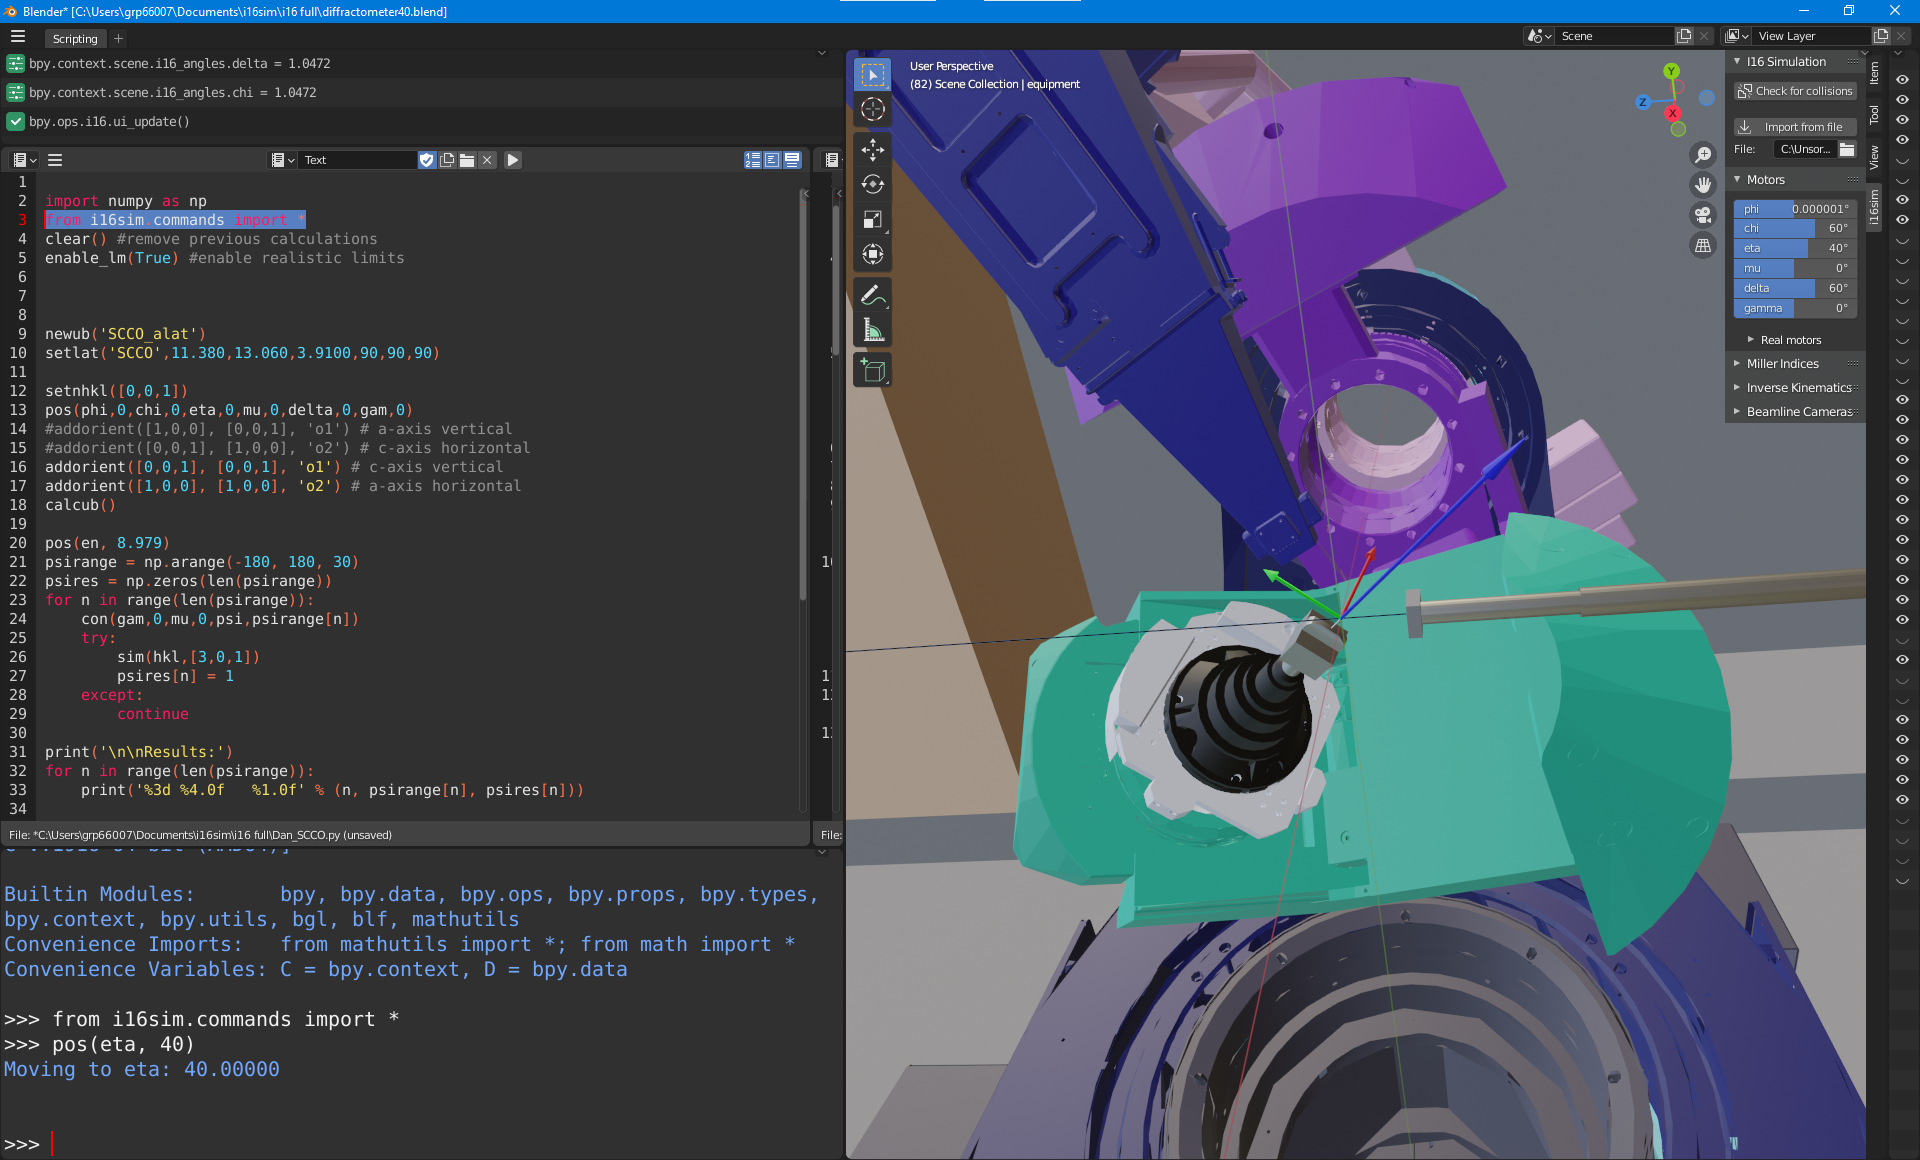 Blender* [C:\Users\grp66007\Documents\i16sim\i16 full\diffractometer40.blend]
Scripting
Scene
View Layer
bpy.context.scene.i16_angles.delta = 1.0472
bpy.context.scene.i16_angles.chi = 1.0472
bpy.ops.i16.ui_update()
Text
1
2 import numpy as np
3 from i16sim.commands import *
4 clear() #remove previous calculations
5 enable_lm(True) #enable realistic limits
6
7
8
9 newub('SCCO_alat')
10 setlat('SCCO',11.380,13.060,3.9100,90,90,90)
11
12 setnhkl([0,0,1])
13 pos(phi,0,chi,0,eta,0,mu,0,delta,0,gam,0)
14 #addorient([1,0,0], [0,0,1], 'o1') # a-axis vertical
15 #addorient([0,0,1], [1,0,0], 'o2') # c-axis horizontal
16 addorient([0,0,1], [0,0,1], 'o1') # c-axis vertical
17 addorient([1,0,0], [1,0,0], 'o2') # a-axis horizontal
18 calcub()
19
20 pos(en, 8.979)
21 psirange = np.arange(-180, 180, 30)
22 psires = np.zeros(len(psirange))
23 for n in range(len(psirange)):
24 con(gam,0,mu,0,psi,psirange[n])
25 try:
26 sim(hkl,[3,0,1])
27 psires[n] = 1
28 except:
29 continue
30
31 print('\n\nResults:')
32 for n in range(len(psirange)):
33 print('%3d %4.0f   %1.0f' % (n, psirange[n], psires[n]))
34
File: *C:\Users\grp66007\Documents\i16sim\i16 full\Dan_SCCO.py (unsaved)
File:
Builtin Modules: bpy, bpy.data, bpy.ops, bpy.props, bpy.types,
bpy.context, bpy.utils, bgl, blf, mathutils
Convenience Imports: from mathutils import *; from math import *
Convenience Variables: C = bpy.context, D = bpy.data
>>> from i16sim.commands import *
>>> pos(eta, 40)
Moving to eta: 40.00000
>>>
User Perspective
(82) Scene Collection | equipment
Y
Z
X
I16 Simulation
Check for collisions
Import from file
File: C:\Unsor...
Motors
phi 0.000001°
chi 60°
eta 40°
mu 0°
delta 60°
gamma 0°
Real motors
Miller Indices
Inverse Kinematics
Beamline Cameras
Item
Tool
View
i16sim